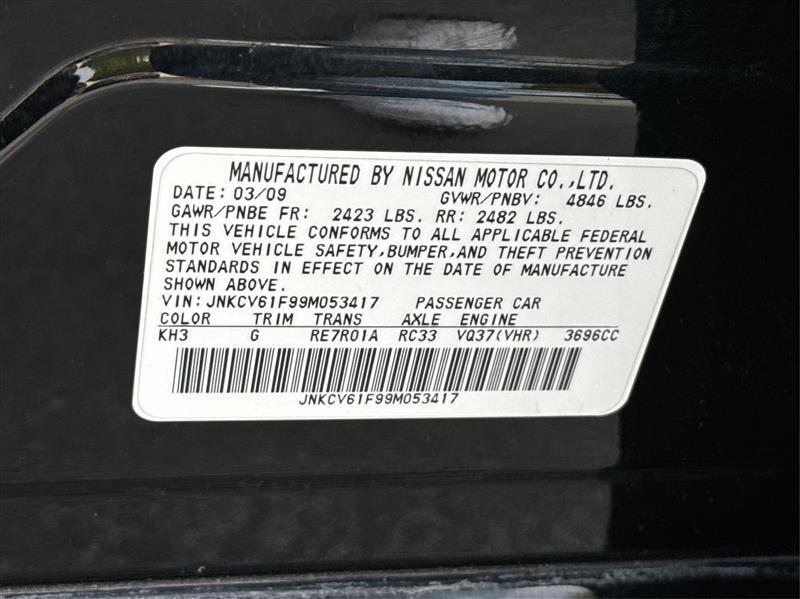 MANUFACTURED BY NISSAN MOTOR CO.,LTD.
DATE: 03/09 GVWR/PNBV: 4846 LBS.
GAWR/PNBE FR: 2423 LBS. RR: 2482 LBS.
THIS VEHICLE CONFORMS TO ALL APPLICABLE FEDERAL
MOTOR VEHICLE SAFETY,BUMPER,AND THEFT PREVENTION
STANDARDS IN EFFECT ON THE DATE OF MANUFACTURE
SHOWN ABOVE.
VIN:JNKCV61F99M053417 PASSENGER CAR
COLOR TRIM TRANS AXLE ENGINE
KH3 G RE7R01A RC33 VQ37(VHR) 3696CC
JNKCV61F99M053417